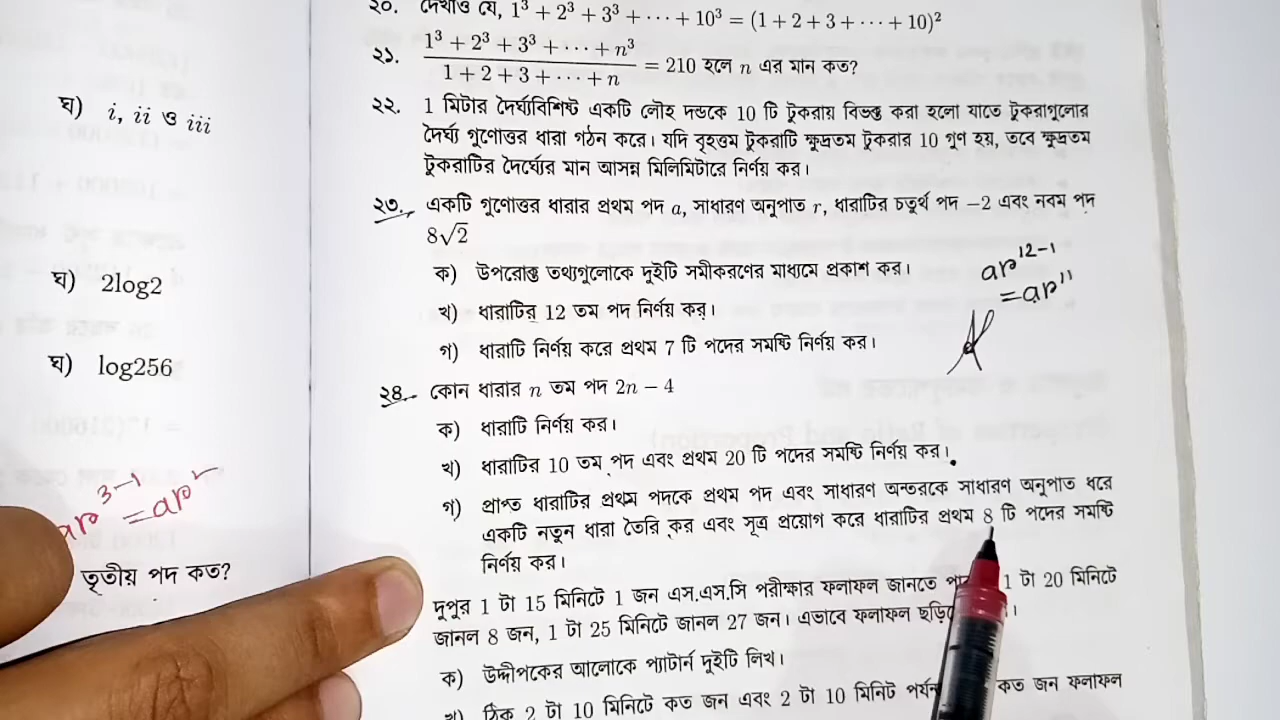 ঘ) i, ii ও iii
ঘ) 2log2
ঘ) log256
ar³⁻¹
=ar²
তৃতীয় পদ কত?
২০. দেখাও যে, 1³ + 2³ + 3³ + ··· + 10³ = (1 + 2 + 3 + ··· + 10)²
২১. (1³ + 2³ + 3³ + ··· + n³)/(1 + 2 + 3 + ··· + n) = 210 হলে n এর মান কত?
২২. 1 মিটার দৈর্ঘ্যবিশিষ্ট একটি লৌহ দন্ডকে 10 টি টুকরায় বিভক্ত করা হলো যাতে টুকরাগুলোর
দৈর্ঘ্য গুণোত্তর ধারা গঠন করে। যদি বৃহত্তম টুকরাটি ক্ষুদ্রতম টুকরার 10 গুণ হয়, তবে ক্ষুদ্রতম
টুকরাটির দৈর্ঘ্যের মান আসন্ন মিলিমিটারে নির্ণয় কর।
২৩. একটি গুণোত্তর ধারার প্রথম পদ a, সাধারণ অনুপাত r, ধারাটির চতুর্থ পদ −2 এবং নবম পদ
8√2
ক) উপরোক্ত তথ্যগুলোকে দুইটি সমীকরণের মাধ্যমে প্রকাশ কর।
ar¹²⁻¹
খ) ধারাটির 12 তম পদ নির্ণয় কর।
=ar¹¹
গ) ধারাটি নির্ণয় করে প্রথম 7 টি পদের সমষ্টি নির্ণয় কর।
২৪. কোন ধারার n তম পদ 2n − 4
ক) ধারাটি নির্ণয় কর।
খ) ধারাটির 10 তম পদ এবং প্রথম 20 টি পদের সমষ্টি নির্ণয় কর।
গ) প্রাপ্ত ধারাটির প্রথম পদকে প্রথম পদ এবং সাধারণ অন্তরকে সাধারণ অনুপাত ধরে
একটি নতুন ধারা তৈরি কর এবং সূত্র প্রয়োগ করে ধারাটির প্রথম 8 টি পদের সমষ্টি
নির্ণয় কর।
দুপুর 1 টা 15 মিনিটে 1 জন এস.এস.সি পরীক্ষার ফলাফল জানতে 1 টা 20 মিনিটে
জানল 8 জন, 1 টা 25 মিনিটে জানল 27 জন। এভাবে ফলাফল
ক) উদ্দীপকের আলোকে প্যাটার্ন দুইটি লিখ।
খ) ঠিক 2 টা 10 মিনিটে কত জন এবং 2 টা 10 মিনিট কত জন ফলাফল